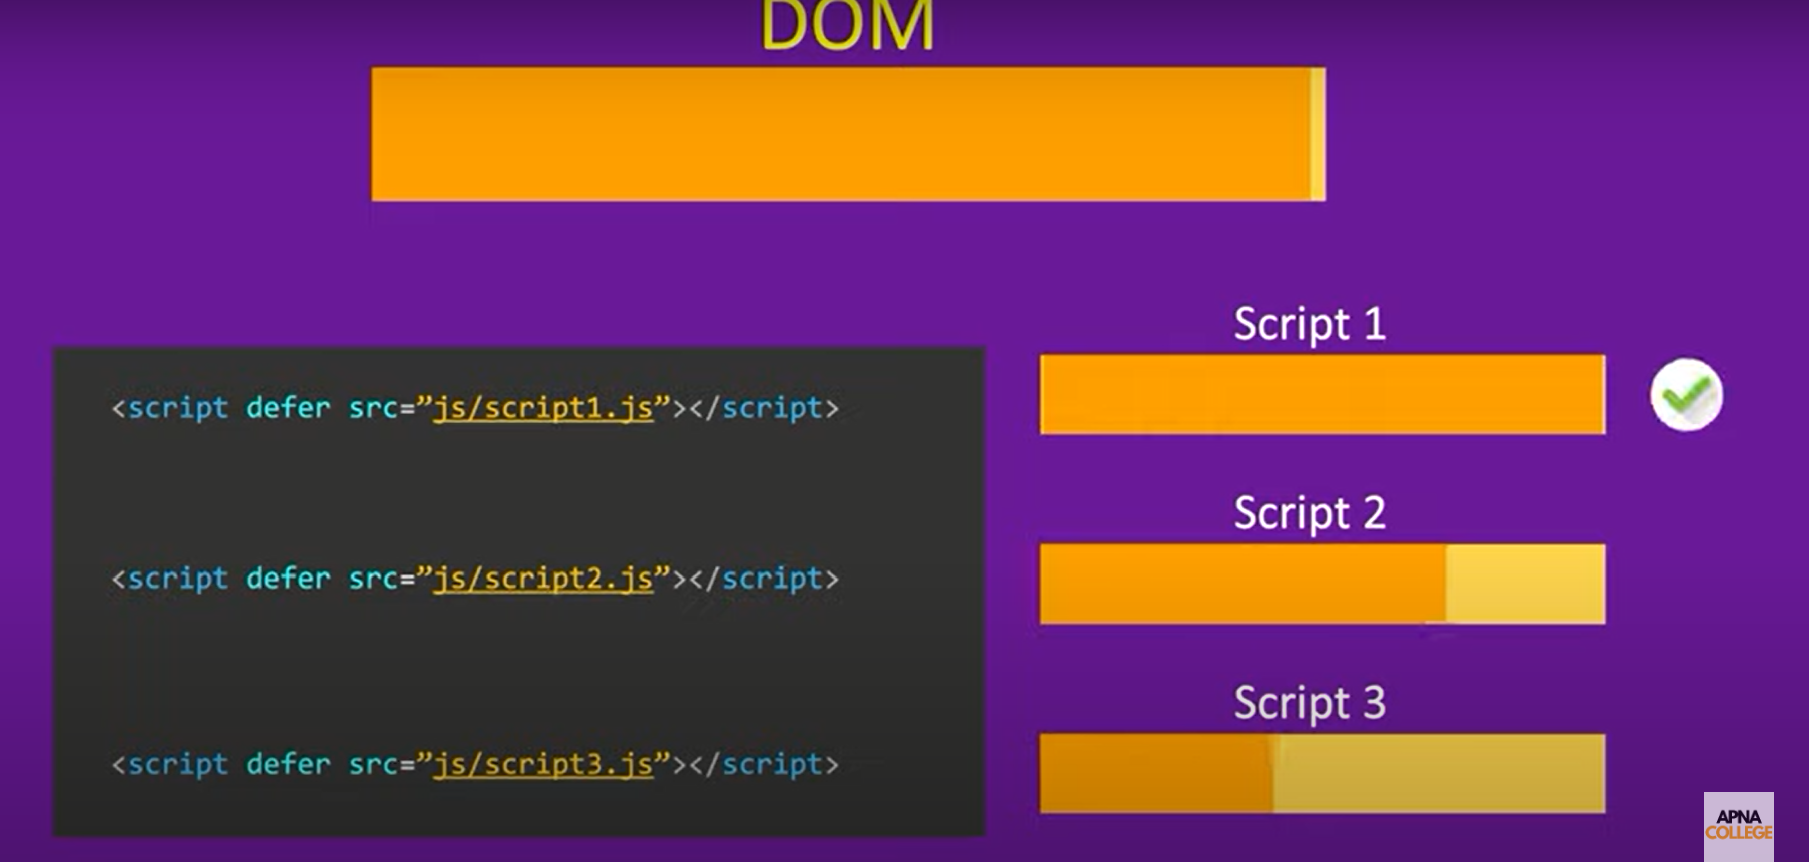 DOM
<script defer src=”js/script1.js”></script>
<script defer src=”js/script2.js”></script>
<script defer src=”js/script3.js”></script>
Script 1
Script 2
Script 3
APNA
COLLEGE